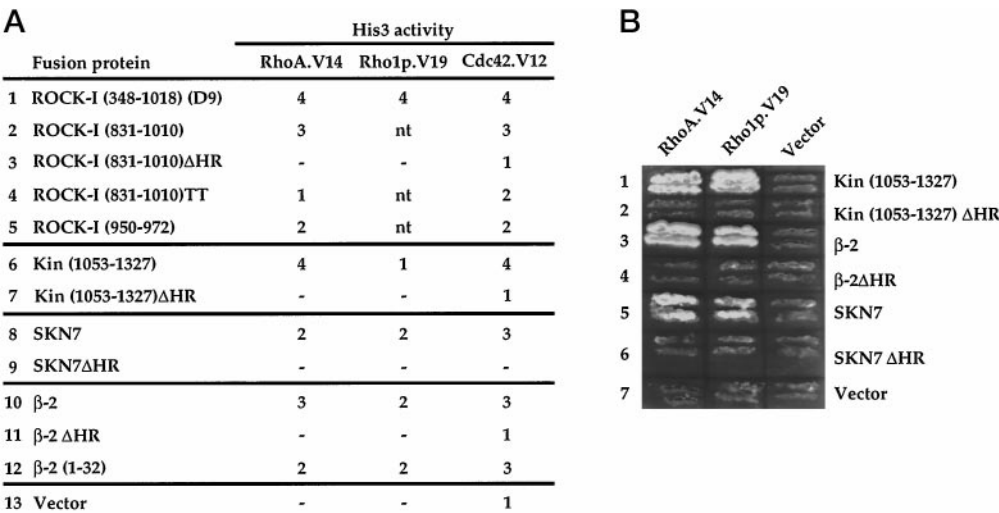 A
His3 activity
Fusion protein RhoA.V14 Rho1p.V19 Cdc42.V12
1 ROCK-I (348-1018) (D9) 4 4 4
2 ROCK-I (831-1010) 3 nt 3
3 ROCK-I (831-1010)ΔHR - - 1
4 ROCK-I (831-1010)TT 1 nt 2
5 ROCK-I (950-972) 2 nt 2
6 Kin (1053-1327) 4 1 4
7 Kin (1053-1327)ΔHR - - 1
8 SKN7 2 2 3
9 SKN7ΔHR - - -
10 β-2 3 2 3
11 β-2 ΔHR - - 1
12 β-2 (1-32) 2 2 3
13 Vector - - 1
B
RhoA.V14 Rho1p.V19 Vector
1 Kin (1053-1327)
2 Kin (1053-1327) ΔHR
3 β-2
4 β-2ΔHR
5 SKN7
6 SKN7 ΔHR
7 Vector